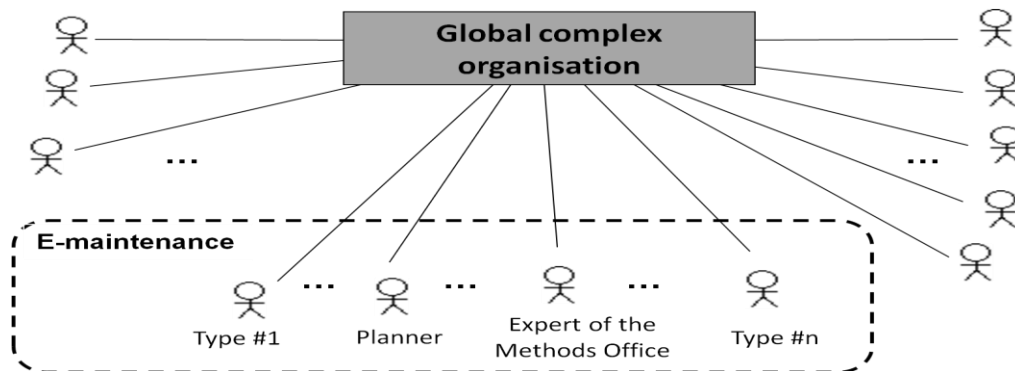 Global complex
organisation
...
...
E-maintenance
...
...
...
Type #1
Planner
Expert of the
Methods Office
Type #n